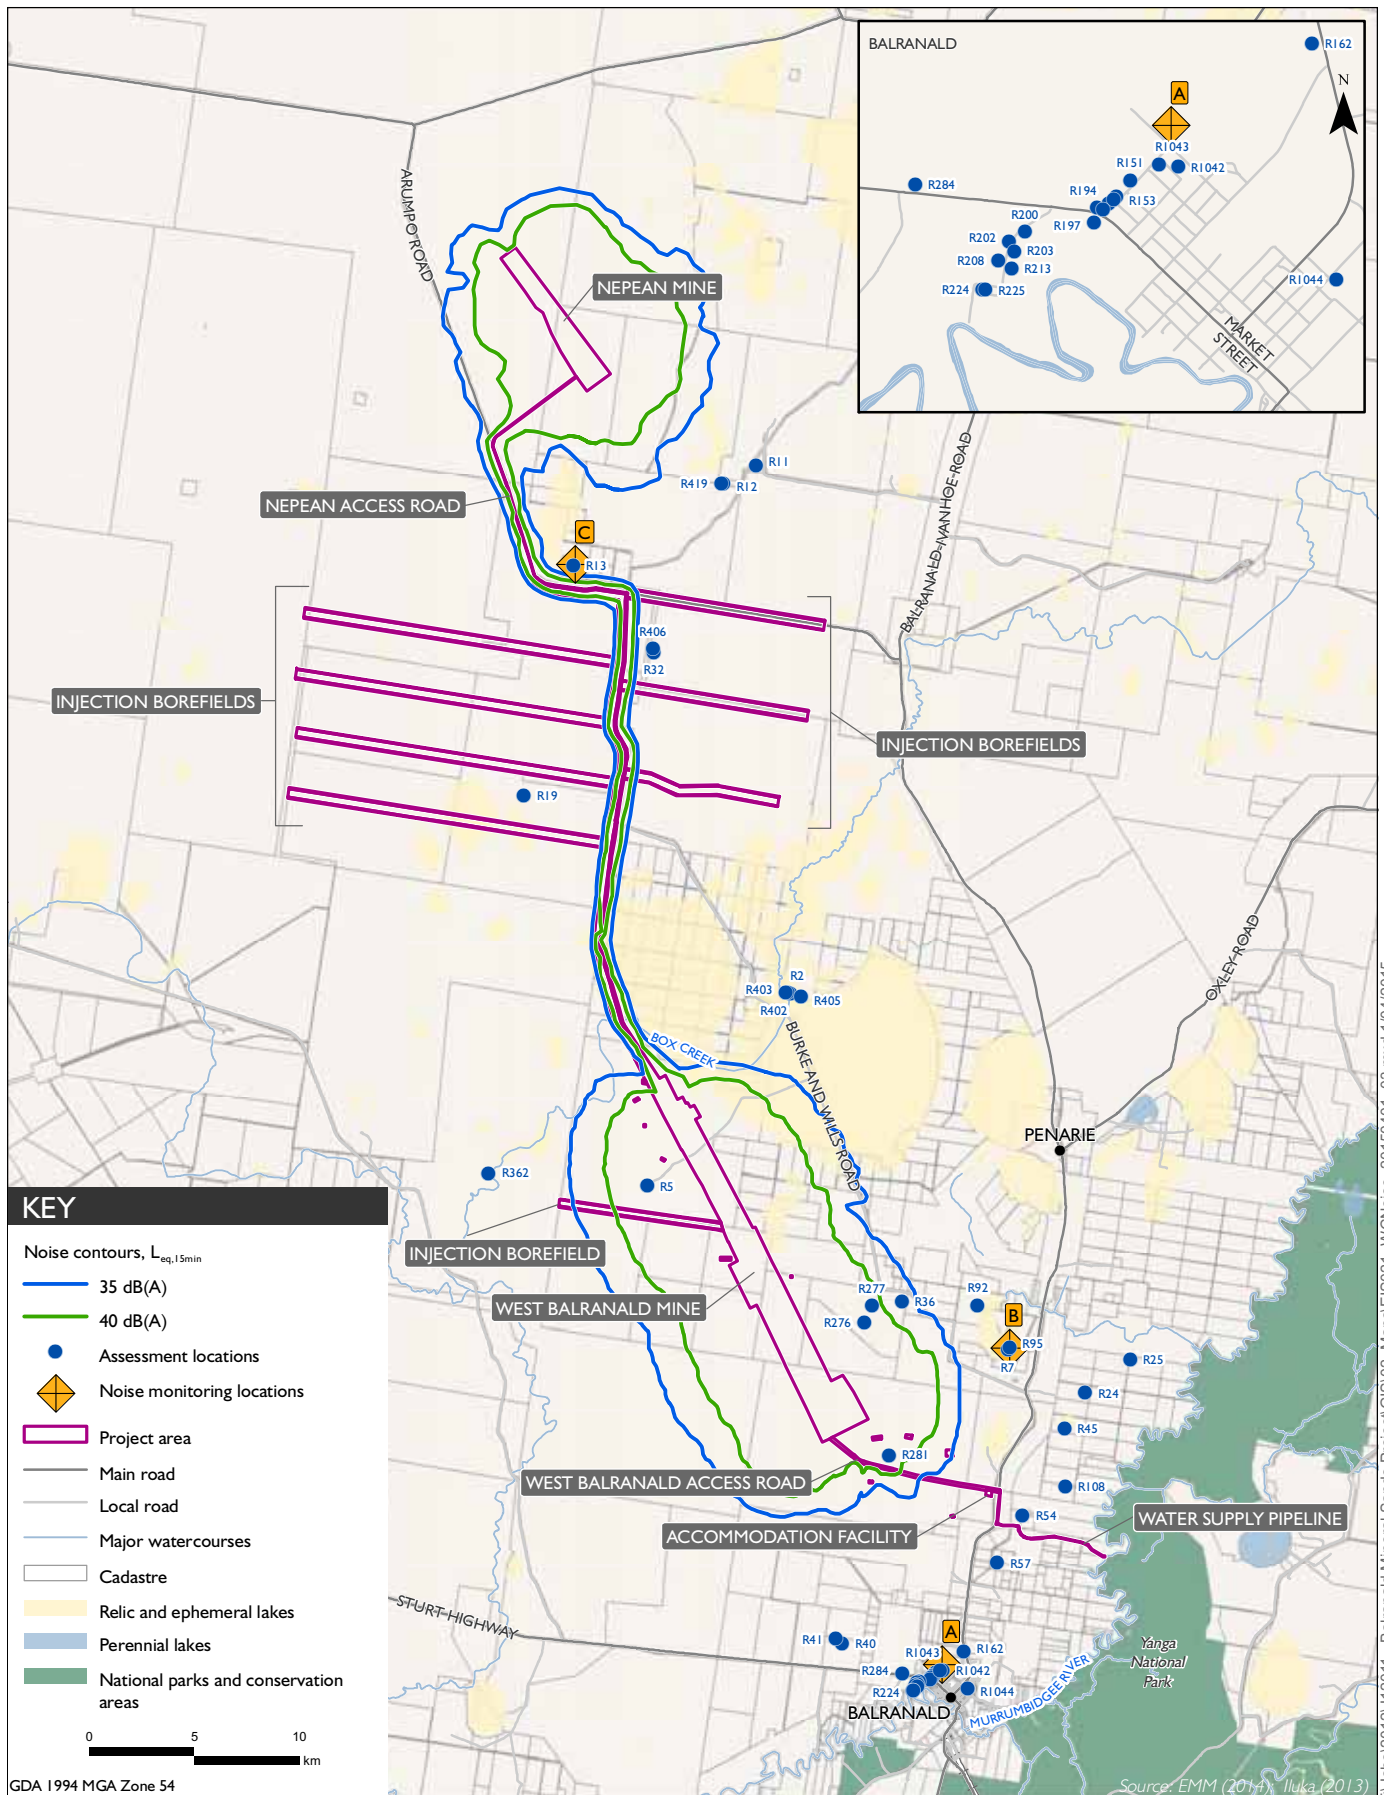 BALRANALD
R162
N
A
R1043
R151
R1042
R284
R194
R153
R200
R197
R202
R203
R208
R213
R1044
R224
R225
MARKET
STREET
ARUMPO ROAD
NEPEAN MINE
BALRANALD-IVANHOE-ROAD
R11
R419
R12
NEPEAN ACCESS ROAD
C
R13
R406
R32
INJECTION BOREFIELDS
INJECTION BOREFIELDS
R19
OXLEY-ROAD
R2
R403
R405
R402
BOX CREEK
BURKE AND WILLS ROAD
PENARIE
R362
R5
INJECTION BOREFIELD
R277
R36
R92
WEST BALRANALD MINE
B
R276
R95
R7
R25
R24
R45
R281
WEST BALRANALD ACCESS ROAD
R108
R54
WATER SUPPLY PIPELINE
ACCOMMODATION FACILITY
R57
STURT HIGHWAY
A
R41
R40
R1043
R162
R284
R1042
R224
R1044
BALRANALD
MURRUMBIDGEE RIVER
Yanga
National
Park
KEY
Noise contours, Leq,15min
35 dB(A)
40 dB(A)
Assessment locations
Noise monitoring locations
Project area
Main road
Local road
Major watercourses
Cadastre
Relic and ephemeral lakes
Perennial lakes
National parks and conservation
areas
0 5 10
km
GDA 1994 MGA Zone 54
Source: EMM (2014); Iluka (2013)